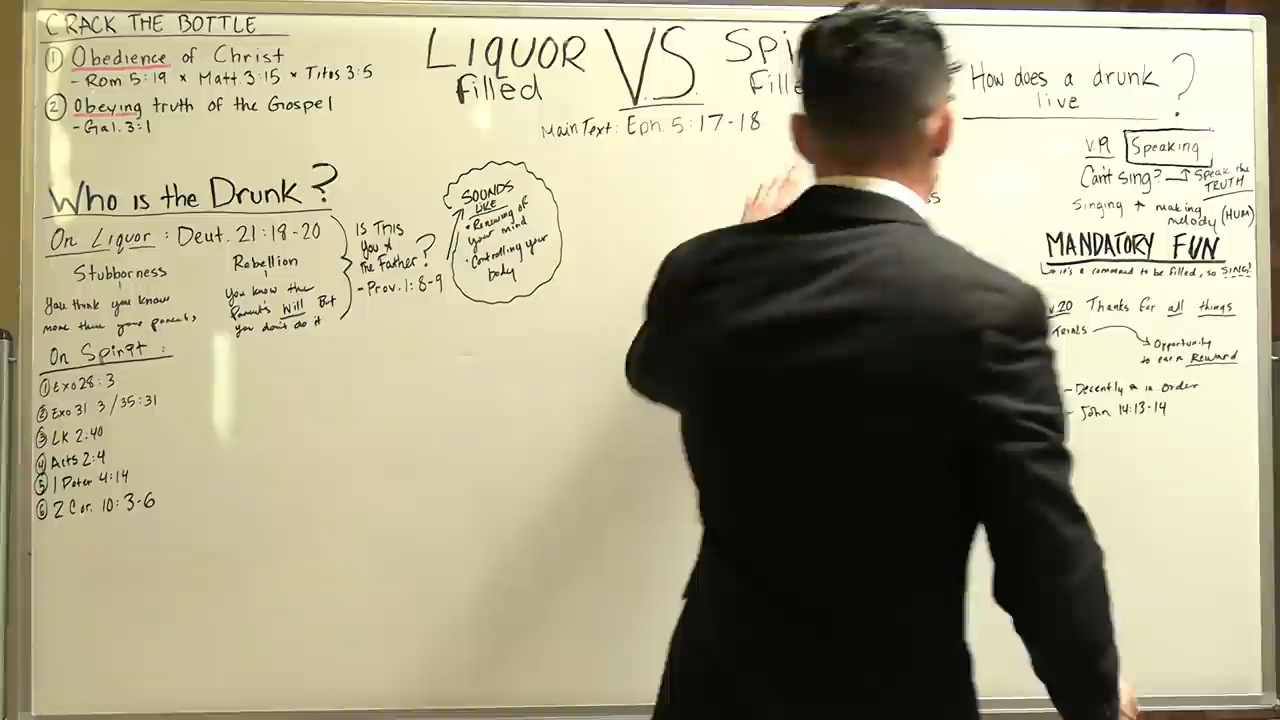 CRACK THE BOTTLE
① Obedience of Christ
- Rom. 5:19 × Matt. 3:15 × Titos 3:5
② Obeying truth of the Gospel
- Gal. 3:1
LIQUOR VS SPI
filled Fille
Main Text: Eph. 5:17-18
Who is the Drunk?
On Liquor: Deut. 21:18-20
Stubborness
You think you know
more then your parents,
Rebellion
You know the
Parent's Will But
you don't do it
Is This
You &
the Father?
- Prov. 1:8-9
SOUNDS
LIKE
• Renewing of
your mind
• Controlling your
body
On Spirit:
① Exo 28:3
② Exo 31 3/35:31
③ LK 2:40
④ Acts 2:4
⑤ 1 Peter 4:14
⑥ 2 Cor. 10:3-6
How does a drunk
live?
v.19 Speaking
Can't sing? → Speak the
TRUTH
Singing + making
melody (HUM)
MANDATORY FUN
↳ it's a command to be filled, so SING!
v.20 Thanks for all things
Trials
Opportunity
to earn Reward
- Decently & in Order
- John 14:13-14